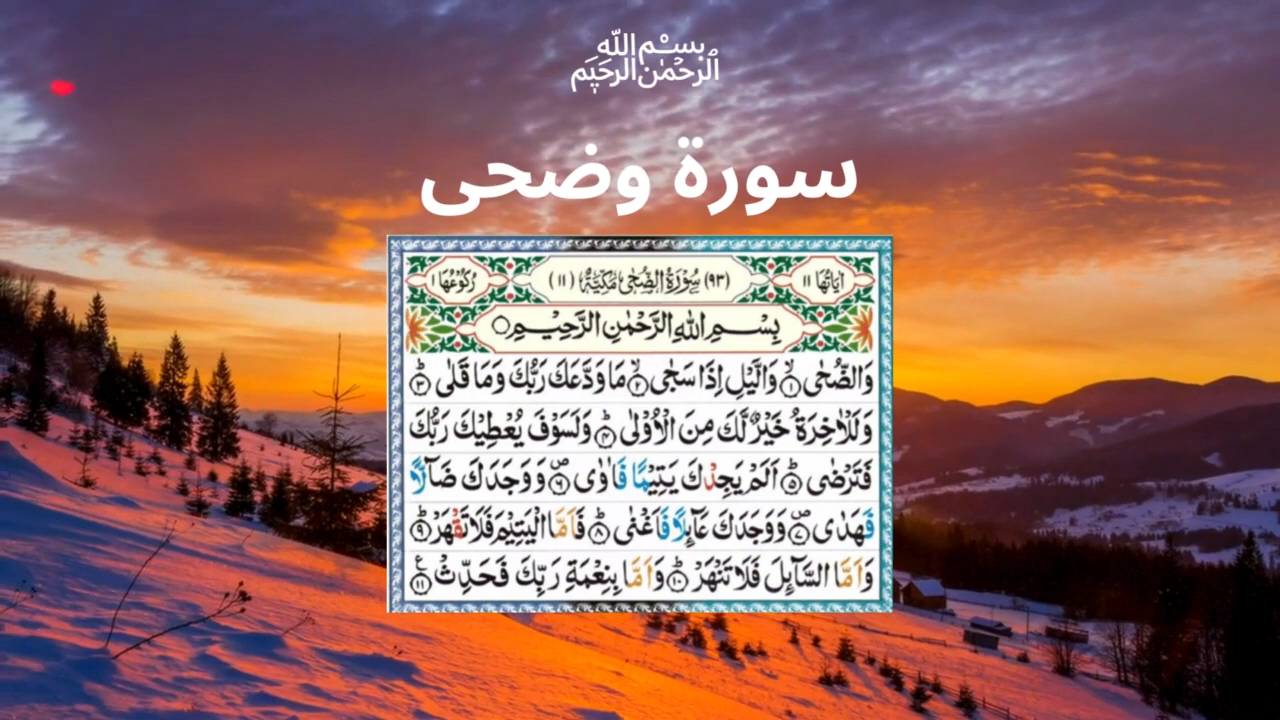 بِسْمِ اللّٰهِ
الرَّحْمٰنِ الرَّحِيْمِ
سورة وضحى
اٰيَاتُهَا ١١ (٩٣) سُوْرَةُ الضُّحٰى مَكِّيَّةٌ (١١) رُكُوْعُهَا ١
بِسْمِ اللهِ الرَّحْمٰنِ الرَّحِيْمِ
وَالضُّحٰى ۙ‏﴿۱﴾ وَالَّيْلِ اِذَا سَجٰى ۙ‏﴿۲﴾ مَا وَدَّعَكَ رَبُّكَ وَمَا قَلٰى ؕ‏﴿۳﴾
وَلَلْاٰخِرَةُ خَيْرٌ لَّكَ مِنَ الْاُوْلٰى ؕ‏﴿۴﴾ وَلَسَوْفَ يُعْطِيْكَ رَبُّكَ
فَتَرْضٰى ؕ‏﴿۵﴾ اَلَمْ يَجِدْكَ يَتِيْمًا فَاٰوٰى ۖ‏﴿۶﴾ وَوَجَدَكَ ضَآلًّا
فَهَدٰى ۖ‏﴿۷﴾ وَوَجَدَكَ عَآئِلًا فَاَغْنٰى ؕ‏﴿۸﴾ فَاَمَّا الْيَتِيْمَ فَلَا تَقْهَرْ ؕ‏﴿۹﴾
وَاَمَّا السَّآئِلَ فَلَا تَنْهَرْ ؕ‏﴿۱۰﴾ وَاَمَّا بِنِعْمَةِ رَبِّكَ فَحَدِّثْ ﴿۱۱﴾ ع